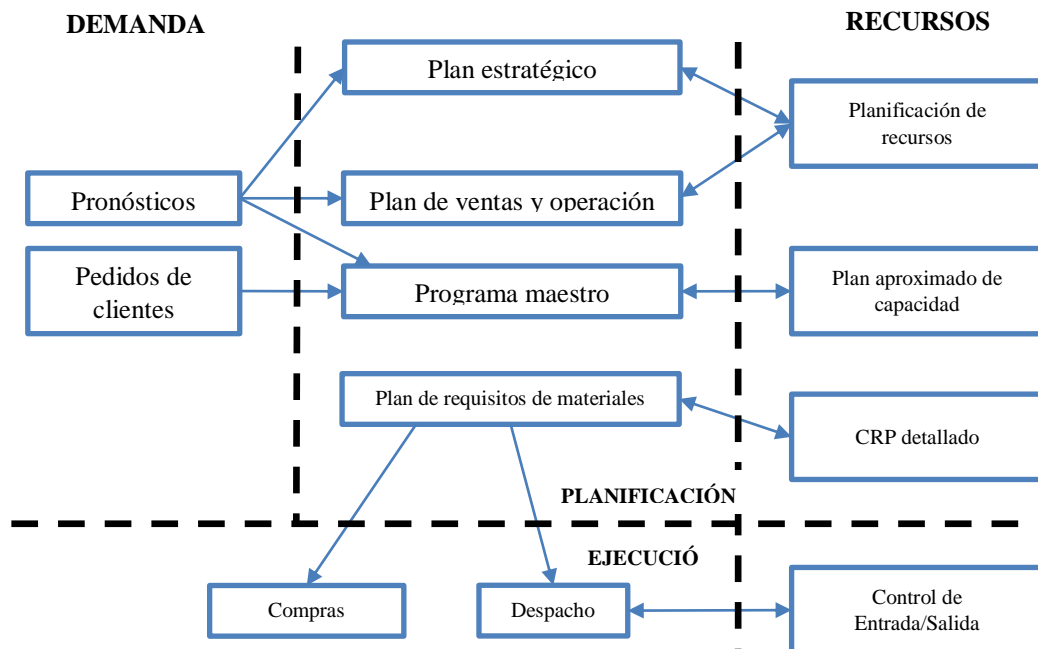 DEMANDA
RECURSOS
Plan estratégico
Planificación de
recursos
Pronósticos
Plan de ventas y operación
Pedidos de
clientes
Programa maestro
Plan aproximado de
capacidad
Plan de requisitos de materiales
CRP detallado
PLANIFICACIÓN
EJECUCIÓ
Compras
Despacho
Control de
Entrada/Salida